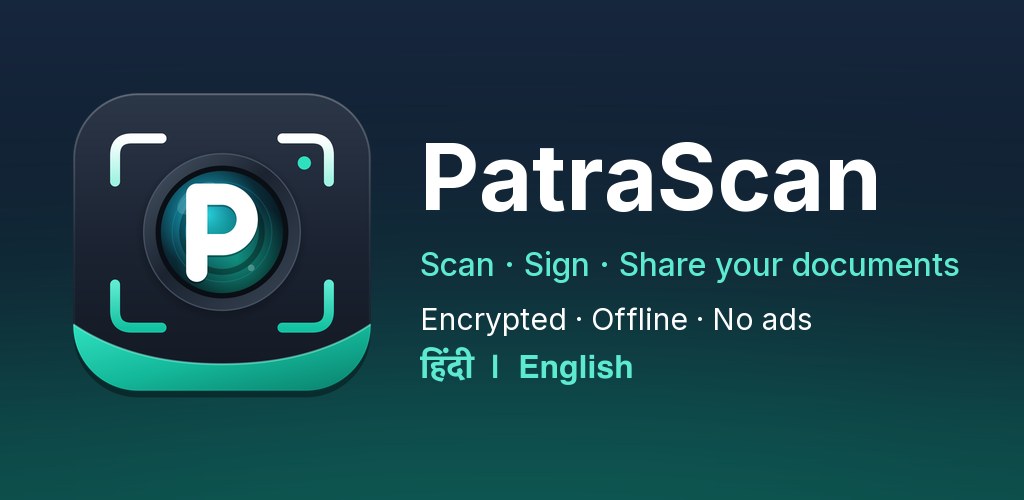 P
PatraScan
Scan · Sign · Share your documents
Encrypted · Offline · No ads
हिंदी | English